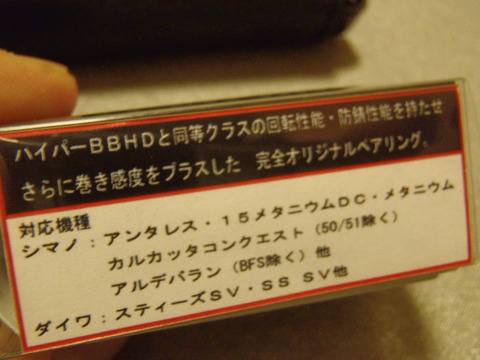 ハイパーBBHDと同等クラスの回転性能・防錆性能を持たせ
さらに巻き感度をプラスした 完全オリジナルベアリング。
対応機種
シマノ：アンタレス・15メタニウムDC・メタニウム
カルカッタコンクエスト（50/51除く）
アルデバラン（BFS除く）他
ダイワ：スティーズSV・SS SV他